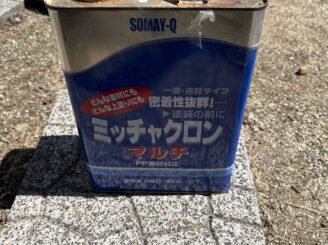 SOMAY-Q
一液・速乾タイプ
どんな素材にも
どんな上塗りにも
密着性抜群!
▶塗装の前に
ミッチャクロン
マルチ
PP素材対応